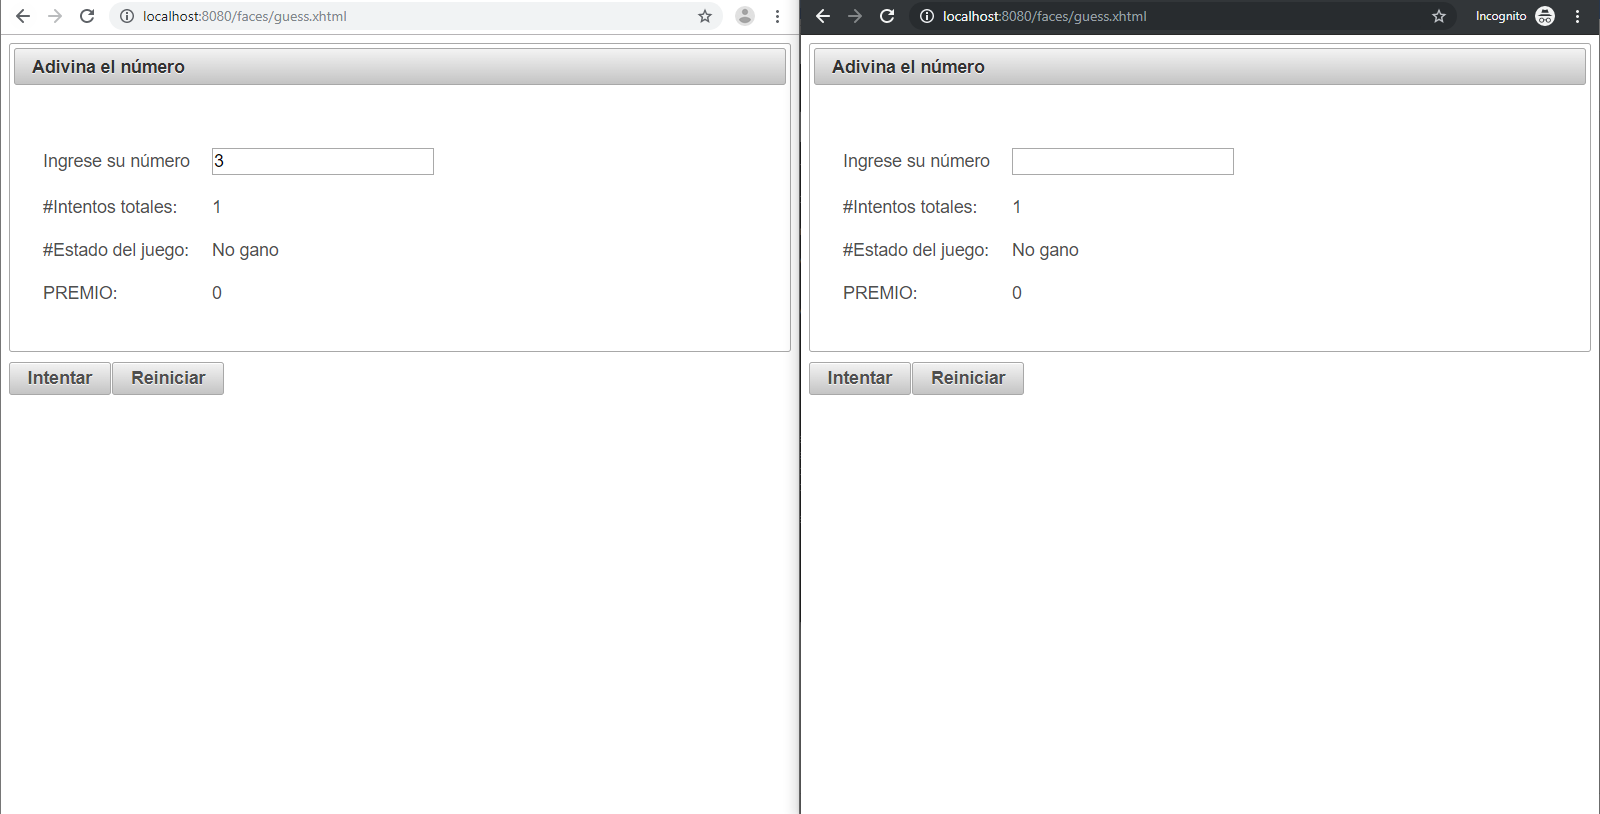 localhost:8080/faces/guess.xhtml
Adivina el número
Ingrese su número 3
#Intentos totales: 1
#Estado del juego: No gano
PREMIO: 0
Intentar Reiniciar
localhost:8080/faces/guess.xhtml Incognito
Adivina el número
Ingrese su número
#Intentos totales: 1
#Estado del juego: No gano
PREMIO: 0
Intentar Reiniciar